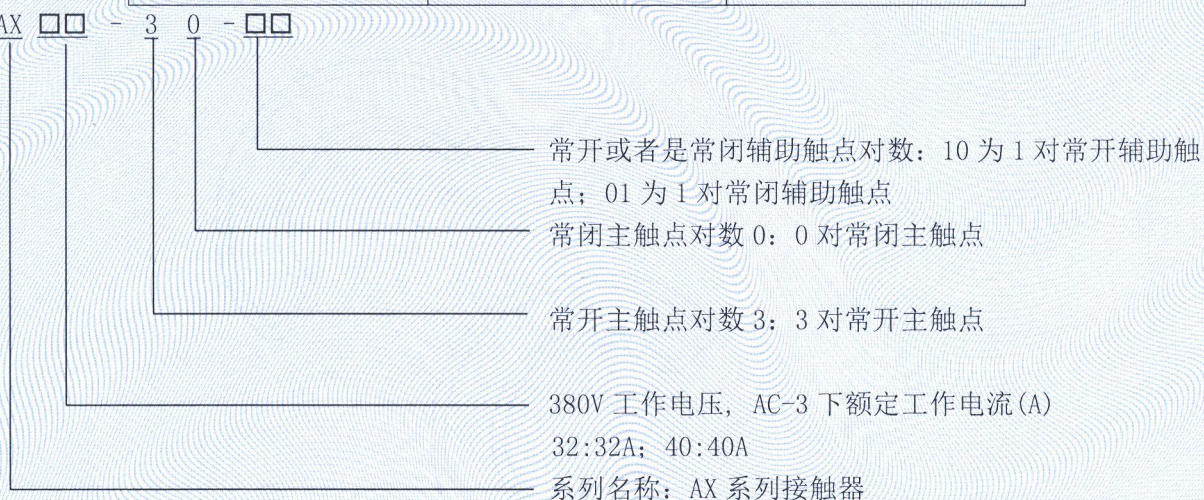 AX □□ - 3 0 - □□
常开或者是常闭辅助触点对数：10 为 1 对常开辅助触
点；01 为 1 对常闭辅助触点
常闭主触点对数 0：0 对常闭主触点
常开主触点对数 3：3 对常开主触点
380V 工作电压，AC-3 下额定工作电流(A)
32:32A；40:40A
系列名称：AX 系列接触器